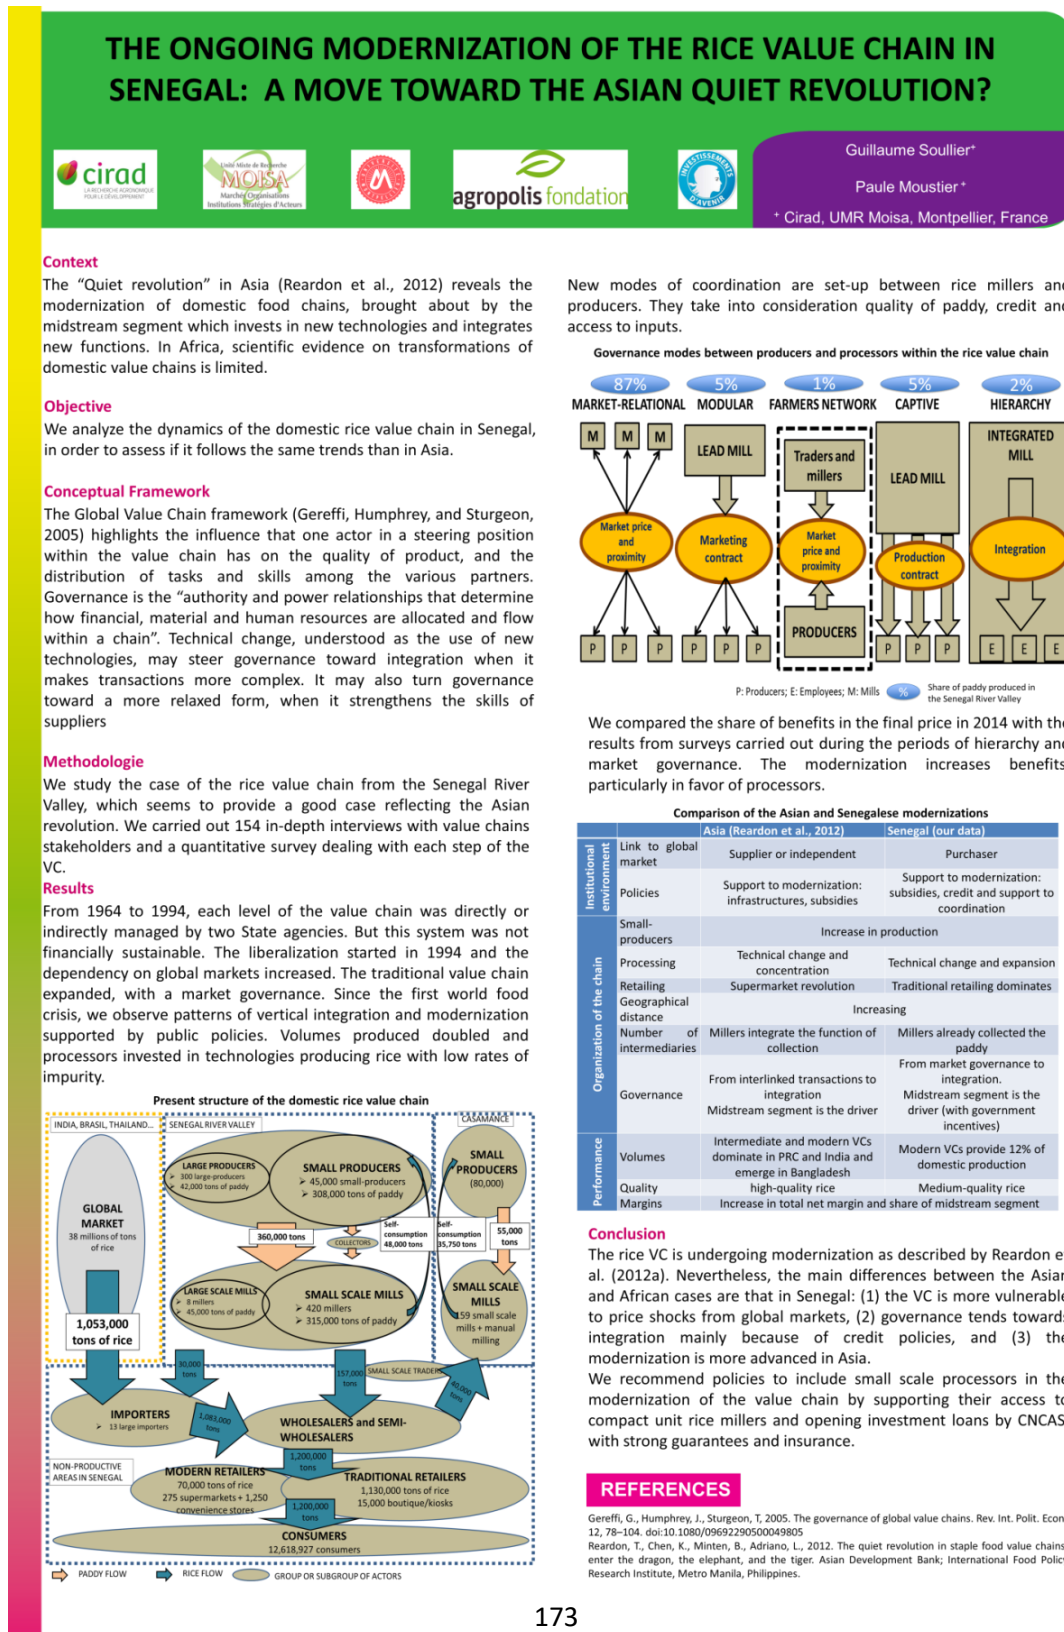 THE ONGOING MODERNIZATION OF THE RICE VALUE CHAIN IN
SENEGAL: A MOVE TOWARD THE ASIAN QUIET REVOLUTION?
cirad
LA RECHERCHE AGRONOMIQUE
POUR LE DÉVELOPPEMENT
Unité Mixte de Recherche
MOISA
Marchés Organisations
Institutions Stratégies d'Acteurs
agropolis fondation
INVESTISSEMENTS
D'AVENIR
Guillaume Soullier+
Paule Moustier +
+ Cirad, UMR Moisa, Montpellier, France
Context
The “Quiet revolution” in Asia (Reardon et al., 2012) reveals the
modernization of domestic food chains, brought about by the
midstream segment which invests in new technologies and integrates
new functions. In Africa, scientific evidence on transformations of
domestic value chains is limited.
Objective
We analyze the dynamics of the domestic rice value chain in Senegal,
in order to assess if it follows the same trends than in Asia.
Conceptual Framework
The Global Value Chain framework (Gereffi, Humphrey, and Sturgeon,
2005) highlights the influence that one actor in a steering position
within the value chain has on the quality of product, and the
distribution of tasks and skills among the various partners.
Governance is the “authority and power relationships that determine
how financial, material and human resources are allocated and flow
within a chain”. Technical change, understood as the use of new
technologies, may steer governance toward integration when it
makes transactions more complex. It may also turn governance
toward a more relaxed form, when it strengthens the skills of
suppliers
Methodologie
We study the case of the rice value chain from the Senegal River
Valley, which seems to provide a good case reflecting the Asian
revolution. We carried out 154 in-depth interviews with value chains
stakeholders and a quantitative survey dealing with each step of the
VC.
Results
From 1964 to 1994, each level of the value chain was directly or
indirectly managed by two State agencies. But this system was not
financially sustainable. The liberalization started in 1994 and the
dependency on global markets increased. The traditional value chain
expanded, with a market governance. Since the first world food
crisis, we observe patterns of vertical integration and modernization
supported by public policies. Volumes produced doubled and
processors invested in technologies producing rice with low rates of
impurity.
Present structure of the domestic rice value chain
INDIA, BRASIL, THAILAND...
SENEGAL RIVER VALLEY
CASAMANCE
LARGE PRODUCERS
➢ 300 large-producers
➢ 42,000 tons of paddy
SMALL PRODUCERS
➢ 45,000 small-producers
➢ 308,000 tons of paddy
SMALL
PRODUCERS
(80,000)
GLOBAL
MARKET
38 millions of tons
of rice
360,000 tons
COLLECTORS
Self-
consumption
48,000 tons
Self-
consumption
35,750 tons
55,000
tons
LARGE SCALE MILLS
➢ 8 millers
➢ 45,000 tons of paddy
SMALL SCALE MILLS
➢ 420 millers
➢ 315,000 tons of paddy
SMALL SCALE
MILLS
159 small scale
mills + manual
milling
1,053,000
tons of rice
30,000
tons
157,000
tons
SMALL SCALE TRADERS
40,000
tons
IMPORTERS
➢ 13 large importers
1,083,000
tons
WHOLESALERS and SEMI-
WHOLESALERS
NON-PRODUCTIVE
AREAS IN SENEGAL
1,200,000
tons
MODERN RETAILERS
70,000 tons of rice
275 supermarkets + 1,250
convenience stores
TRADITIONAL RETAILERS
1,130,000 tons of rice
15,000 boutique/kiosks
1,200,000
tons
CONSUMERS
12,618,927 consumers
PADDY FLOW
RICE FLOW
GROUP OR SUBGROUP OF ACTORS
New modes of coordination are set-up between rice millers and
producers. They take into consideration quality of paddy, credit and
access to inputs.
Governance modes between producers and processors within the rice value chain
87% 5% 1% 5% 2%
MARKET-RELATIONAL MODULAR FARMERS NETWORK CAPTIVE HIERARCHY
M M M
LEAD MILL
Traders and
millers
LEAD MILL
INTEGRATED
MILL
Market price
and
proximity
Marketing
contract
Market
price and
proximity
Production
contract
Integration
PRODUCERS
P P P P P P P P P E E E
P: Producers; E: Employees; M: Mills
%
Share of paddy produced in
the Senegal River Valley
We compared the share of benefits in the final price in 2014 with the
results from surveys carried out during the periods of hierarchy and
market governance. The modernization increases benefits,
particularly in favor of processors.
Comparison of the Asian and Senegalese modernizations
Asia (Reardon et al., 2012) Senegal (our data)
Institutional
environment
Link to global
market
Supplier or independent
Purchaser
Policies
Support to modernization:
infrastructures, subsidies
Support to modernization:
subsidies, credit and support to
coordination
Organization of the chain
Small-
producers
Increase in production
Processing
Technical change and
concentration
Technical change and expansion
Retailing
Supermarket revolution
Traditional retailing dominates
Geographical
distance
Increasing
Number of
intermediaries
Millers integrate the function of
collection
Millers already collected the
paddy
Governance
From interlinked transactions to
integration
Midstream segment is the driver
From market governance to
integration.
Midstream segment is the
driver (with government
incentives)
Performance
Volumes
Intermediate and modern VCs
dominate in PRC and India and
emerge in Bangladesh
Modern VCs provide 12% of
domestic production
Quality
high-quality rice
Medium-quality rice
Margins
Increase in total net margin and share of midstream segment
Conclusion
The rice VC is undergoing modernization as described by Reardon et
al. (2012a). Nevertheless, the main differences between the Asian
and African cases are that in Senegal: (1) the VC is more vulnerable
to price shocks from global markets, (2) governance tends towards
integration mainly because of credit policies, and (3) the
modernization is more advanced in Asia.
We recommend policies to include small scale processors in the
modernization of the value chain by supporting their access to
compact unit rice millers and opening investment loans by CNCAS,
with strong guarantees and insurance.
REFERENCES
Gereffi, G., Humphrey, J., Sturgeon, T, 2005. The governance of global value chains. Rev. Int. Polit. Econ.
12, 78–104. doi:10.1080/09692290500049805
Reardon, T., Chen, K., Minten, B., Adriano, L., 2012. The quiet revolution in staple food value chains:
enter the dragon, the elephant, and the tiger. Asian Development Bank; International Food Policy
Research Institute, Metro Manila, Philippines.
173